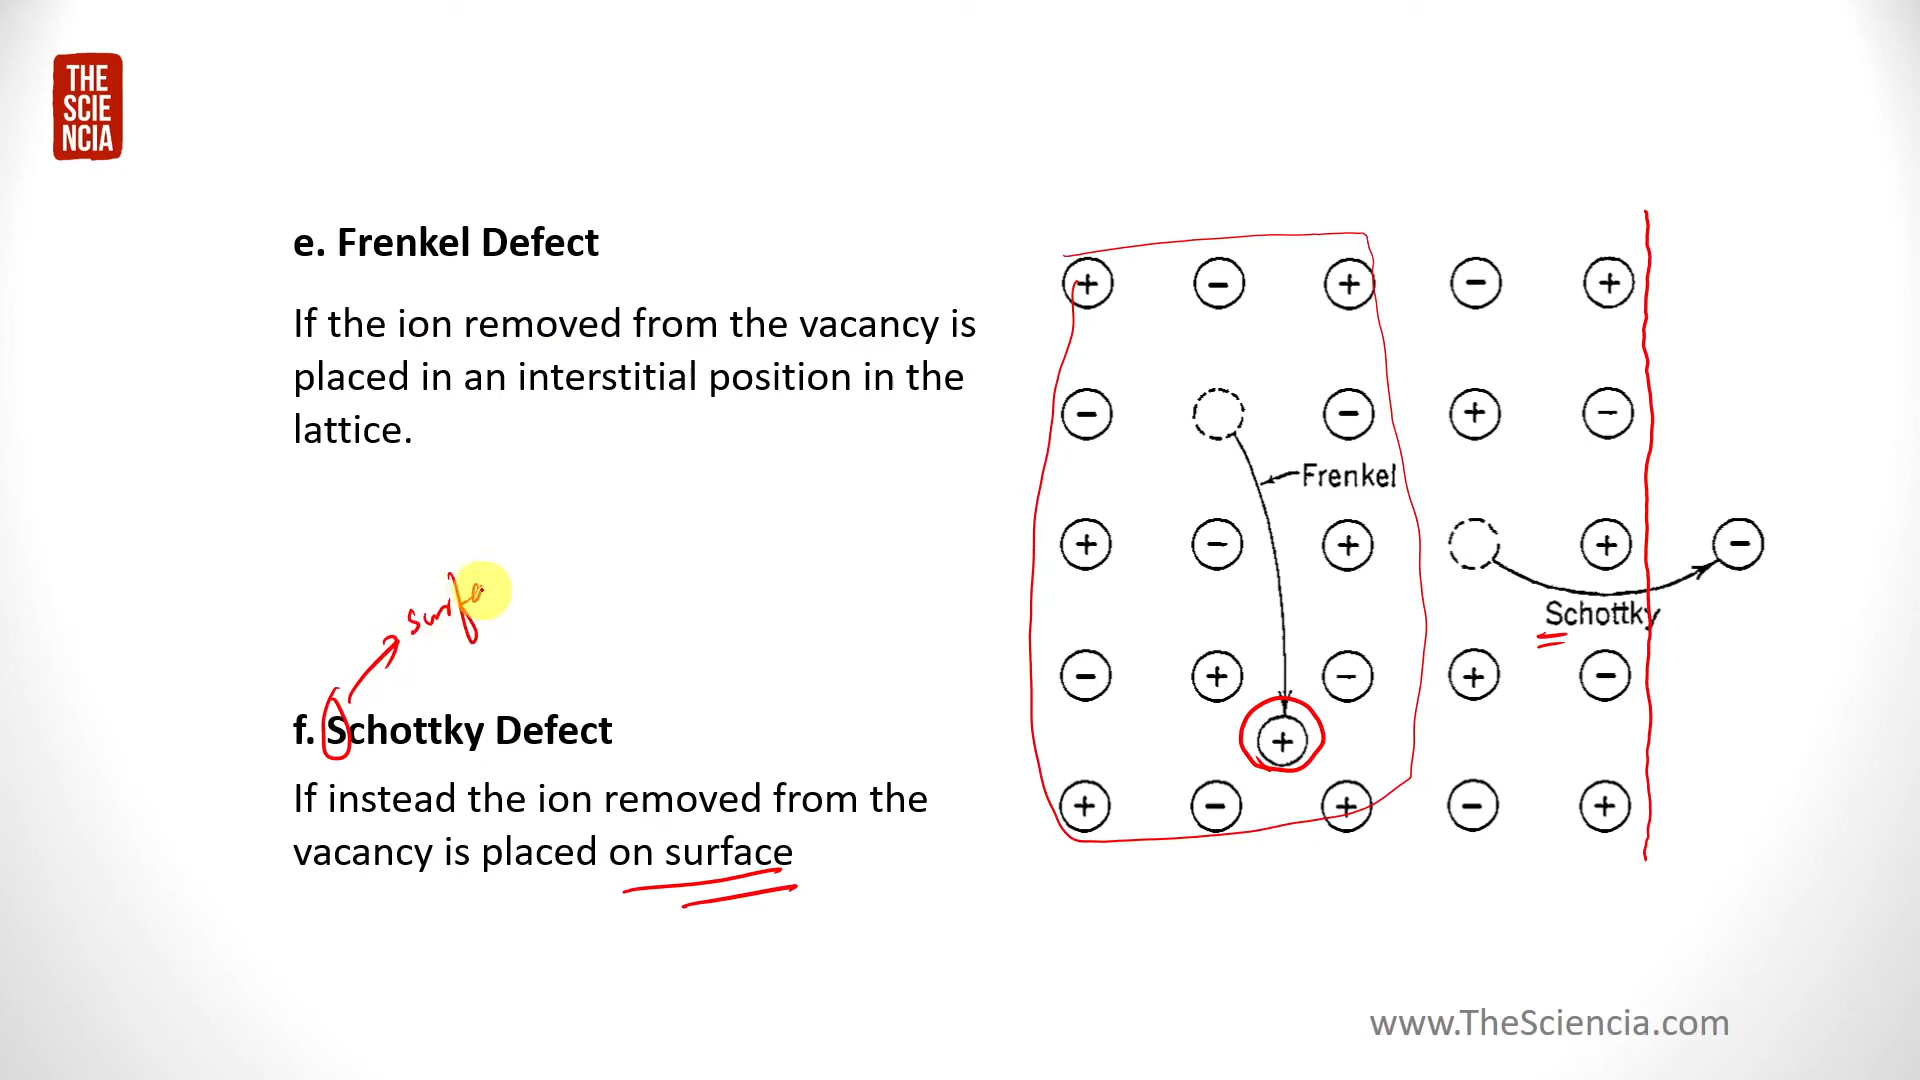 THE
SCIE
NCIA
e. Frenkel Defect
If the ion removed from the vacancy is
placed in an interstitial position in the
lattice.
surfa
f. Schottky Defect
If instead the ion removed from the
vacancy is placed on surface
+ - + - +
- - + -
Frenkel
+ - + + -
Schottky
- + - + -
+
+ - + - +
www.TheSciencia.com